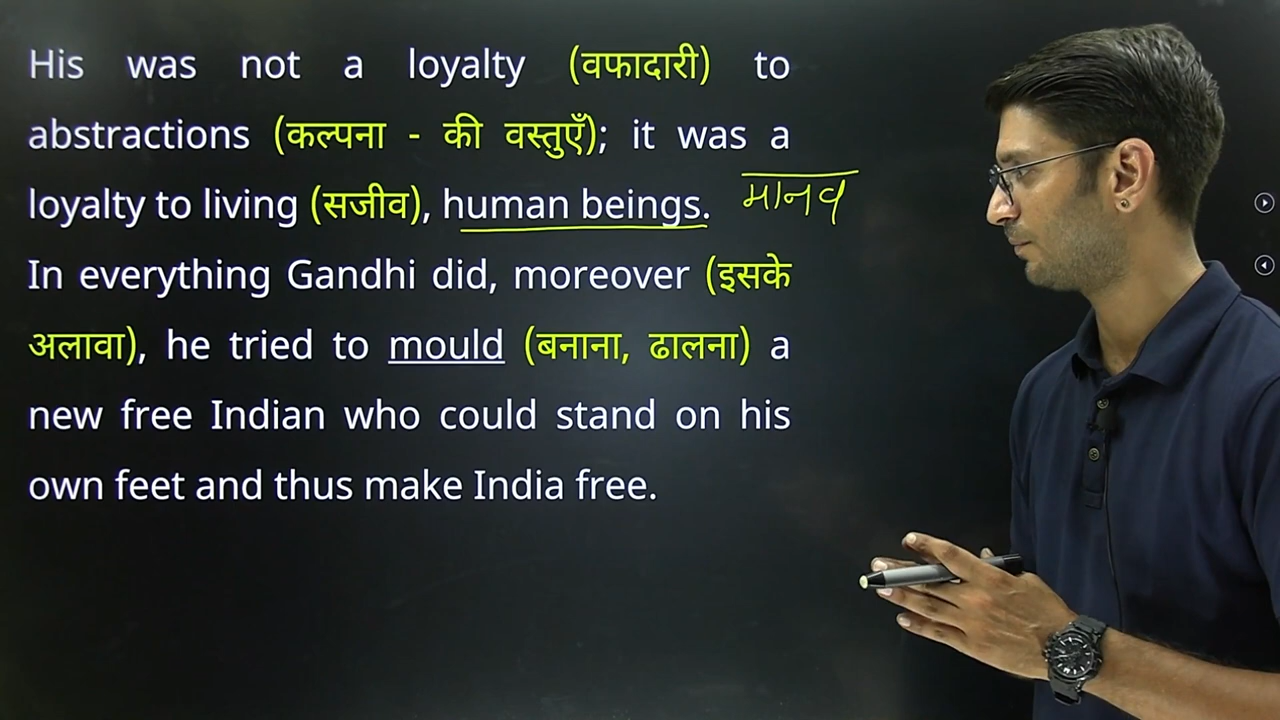 His was not a loyalty (वफादारी) to
abstractions (कल्पना - की वस्तुएँ); it was a
loyalty to living (सजीव), human beings. मानव
In everything Gandhi did, moreover (इसके
अलावा), he tried to mould (बनाना, ढालना) a
new free Indian who could stand on his
own feet and thus make India free.